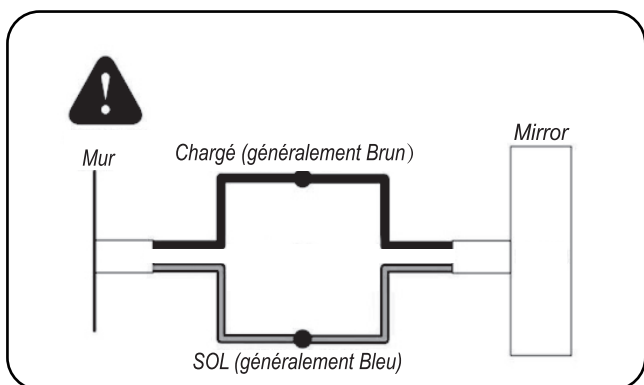 !
Mirror
Mur
Chargé (généralement Brun)
SOL (généralement Bleu)